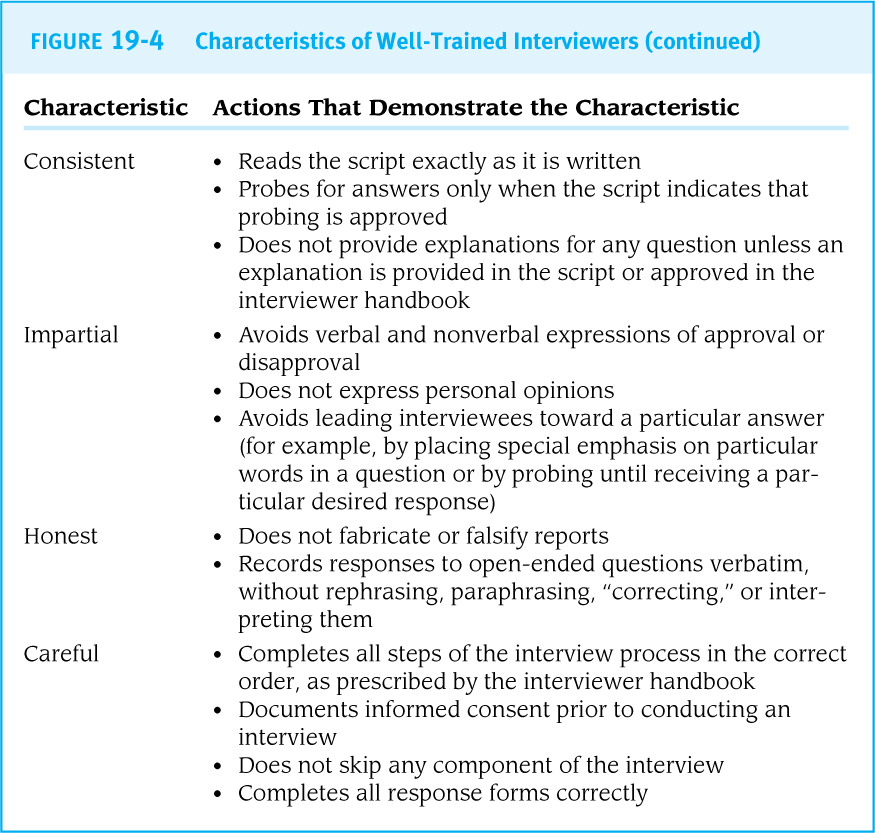 FIGURE 19-4 Characteristics of Well-Trained Interviewers (continued)
Characteristic Actions That Demonstrate the Characteristic
Consistent • Reads the script exactly as it is written
• Probes for answers only when the script indicates that
probing is approved
• Does not provide explanations for any question unless an
explanation is provided in the script or approved in the
interviewer handbook
Impartial • Avoids verbal and nonverbal expressions of approval or
disapproval
• Does not express personal opinions
• Avoids leading interviewees toward a particular answer
(for example, by placing special emphasis on particular
words in a question or by probing until receiving a par-
ticular desired response)
Honest • Does not fabricate or falsify reports
• Records responses to open-ended questions verbatim,
without rephrasing, paraphrasing, “correcting,” or inter-
preting them
Careful • Completes all steps of the interview process in the correct
order, as prescribed by the interviewer handbook
• Documents informed consent prior to conducting an
interview
• Does not skip any component of the interview
• Completes all response forms correctly